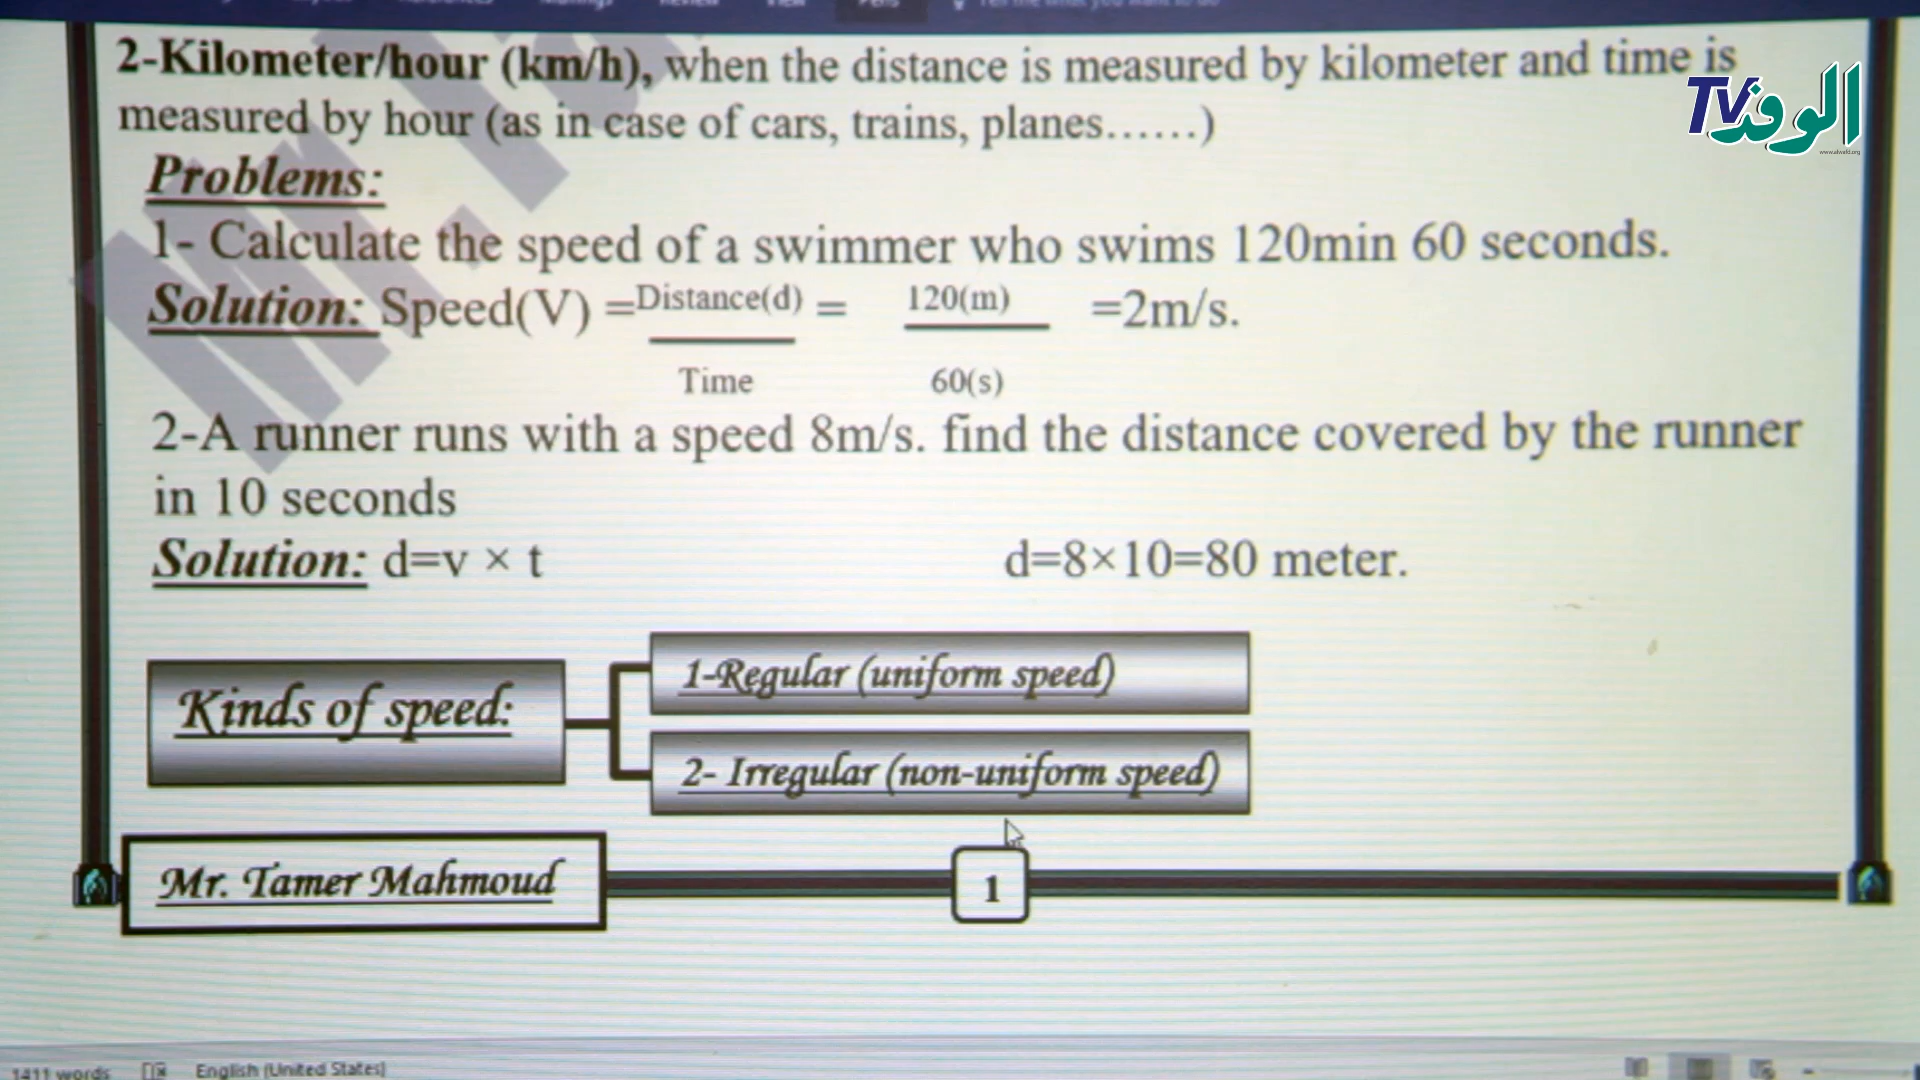 2-Kilometer/hour (km/h), when the distance is measured by kilometer and time is
measured by hour (as in case of cars, trains, planes……)
TV الوفد
www.alwafd.org
Problems:
1- Calculate the speed of a swimmer who swims 120min 60 seconds.
Solution: Speed(V) =Distance(d) = 120(m) =2m/s.
Time 60(s)
2-A runner runs with a speed 8m/s. find the distance covered by the runner
in 10 seconds
Solution: d=v × t d=8×10=80 meter.
Kinds of speed:
1-Regular (uniform speed)
2- Irregular (non-uniform speed)
Mr. Tamer Mahmoud
1
1411 words English (United States)